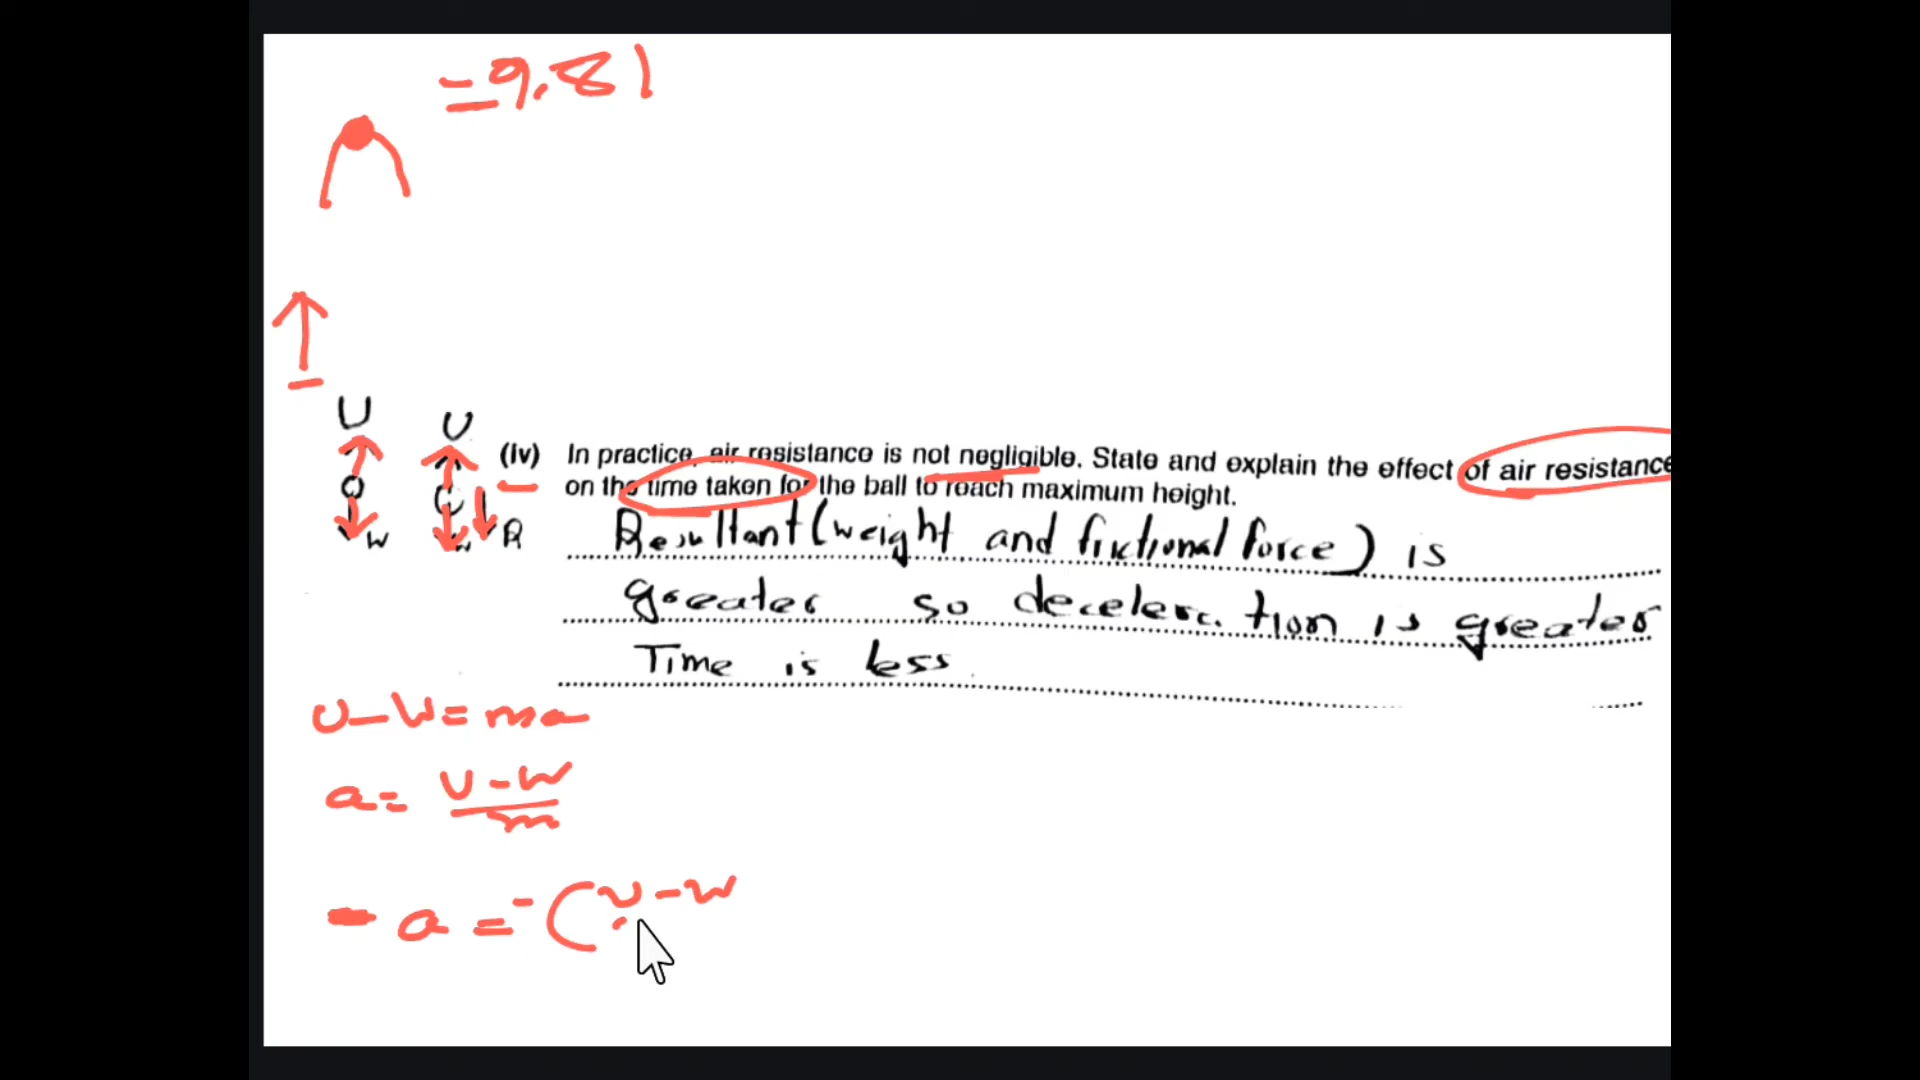 -9.81
U
U
(iv) In practice, air resistance is not negligible. State and explain the effect of air resistance
on the time taken for the ball to reach maximum height.
W
W
R
Resultant (weight and frictional force) is
greater so deceleration is greater
Time is less.
U-W=ma
a= U-W
m
-a=-(U-W